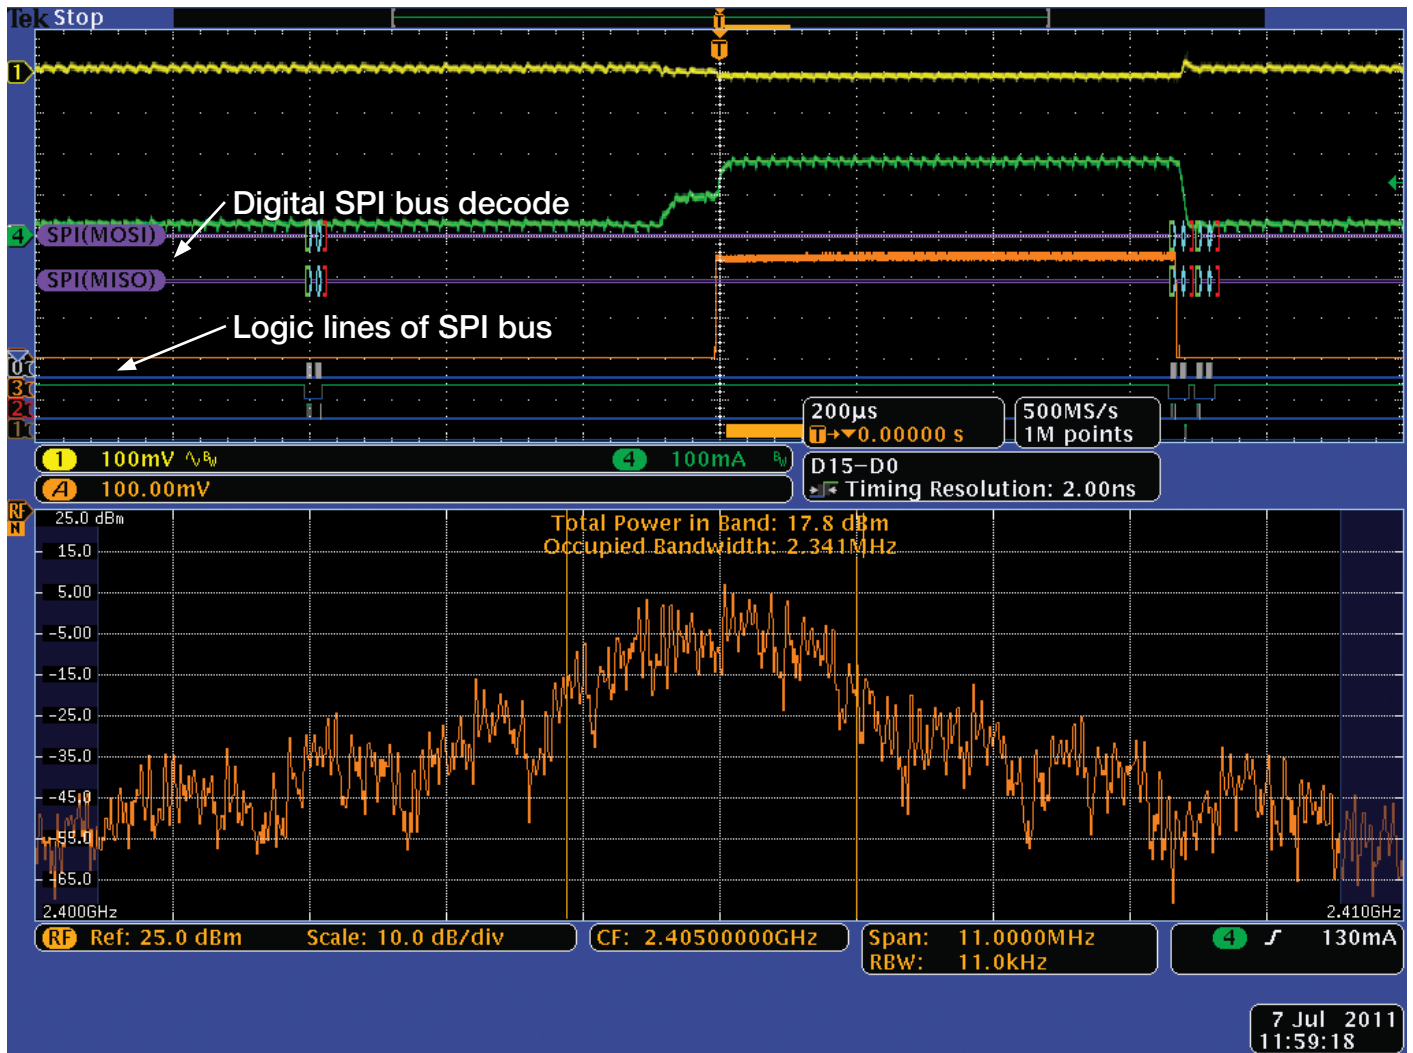 Tek Stop
T
T
1
Digital SPI bus decode
4 SPI(MOSI)
SPI(MISO)
Logic lines of SPI bus
0
3
2
1
200µs
T→▼0.00000 s
500MS/s
1M points
1 100mV ∿BW
4 100mA BW
A 100.00mV
D15-D0
Timing Resolution: 2.00ns
RF
N
25.0 dBm
Total Power in Band: 17.8 dBm
Occupied Bandwidth: 2.341MHz
15.0
5.00
-5.00
-15.0
-25.0
-35.0
-45.0
-55.0
-65.0
2.400GHz
2.410GHz
RF Ref: 25.0 dBm Scale: 10.0 dB/div
CF: 2.40500000GHz
Span: 11.0000MHz
RBW: 11.0kHz
4 130mA
7 Jul 2011
11:59:18